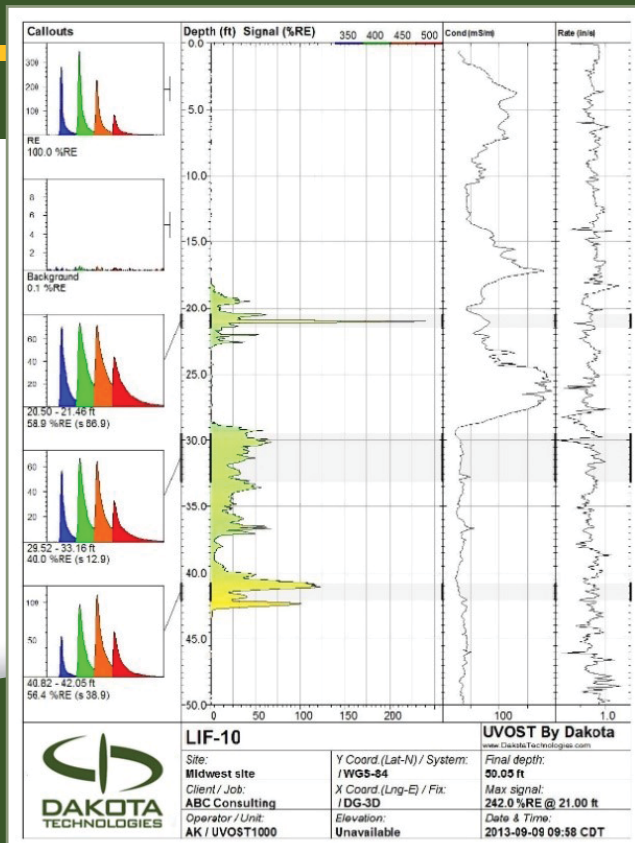 Callouts
Depth (ft) Signal (%RE) 350 400 450 500
Cond (mS/m)
Rate (in/s)
300
200
100
RE
100.0 %RE
8
6
4
2
Background
0.1 %RE
60
40
20
20.50 - 21.46 ft
58.9 %RE (s 66.9)
60
40
20
29.52 - 33.16 ft
40.0 %RE (s 12.9)
100
50
40.82 - 42.05 ft
56.4 %RE (s 38.9)
0.0
5.0
10.0
15.0
20.0
25.0
30.0
35.0
40.0
45.0
50.0
0 50 100 150 200 250
100
1.0
DAKOTA
TECHNOLOGIES
LIF-10
UVOST By Dakota
www.DakotaTechnologies.com
Site:
Midwest site
Y Coord.(Lat-N) / System:
/ WGS-84
Final depth:
50.05 ft
Client / Job:
ABC Consulting
X Coord.(Lng-E) / Fix:
/ DG-3D
Max signal:
242.0 %RE @ 21.00 ft
Operator / Unit:
AK / UVOST1000
Elevation:
Unavailable
Date & Time:
2013-09-09 09:58 CDT